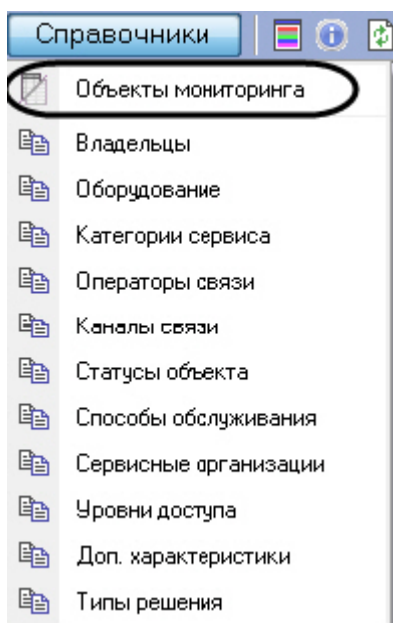 Справочники
Объекты мониторинга
Владельцы
Оборудование
Категории сервиса
Операторы связи
Каналы связи
Статусы объекта
Способы обслуживания
Сервисные организации
Уровни доступа
Доп. характеристики
Типы решения